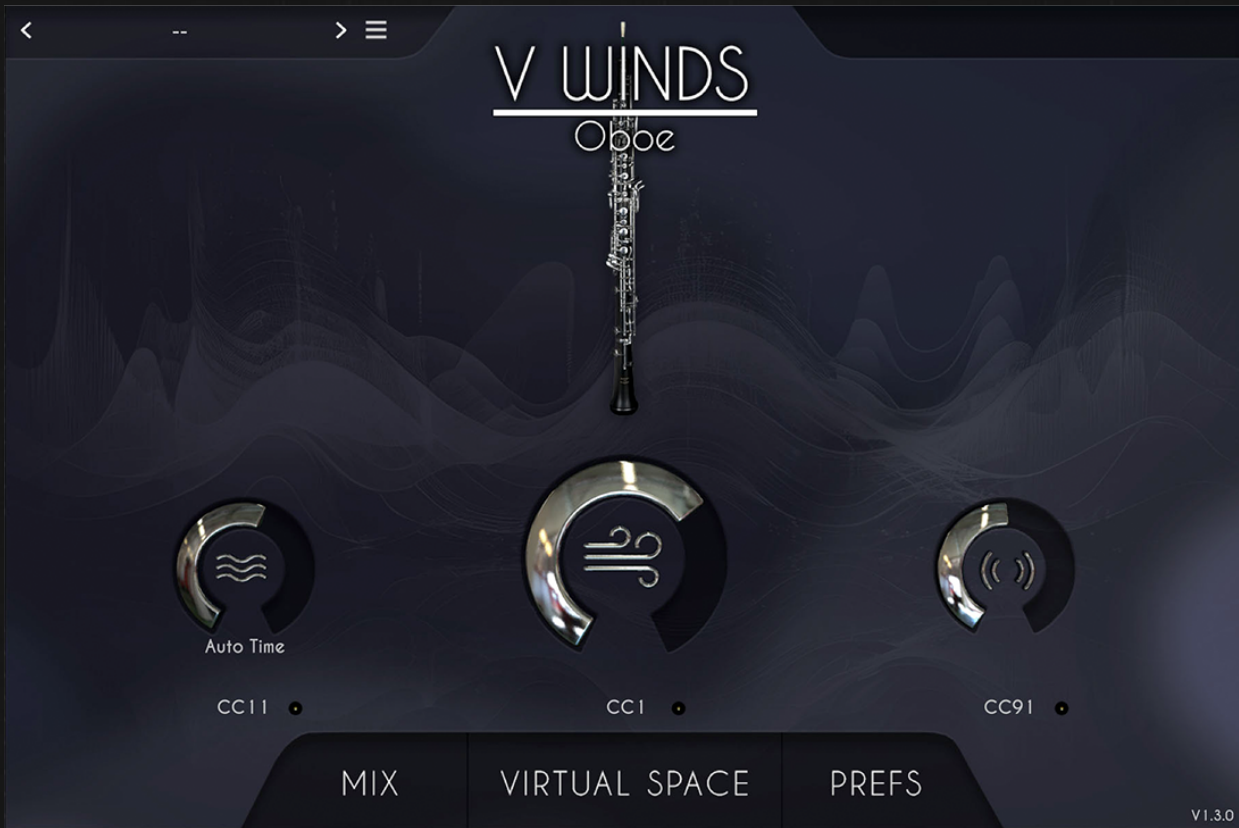 --
V WINDS
Oboe
Auto Time
CC11
CC1
CC91
MIX
VIRTUAL SPACE
PREFS
V1.3.0